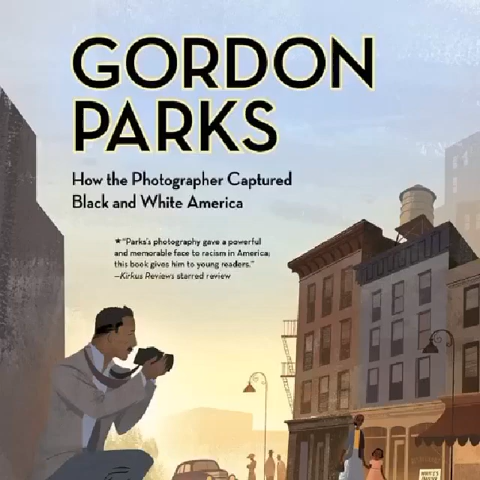 GORDON
PARKS
How the Photographer Captured
Black and White America
★"Parks's photography gave a powerful
and memorable face to racism in America;
this book gives him to young readers."
—Kirkus Reviews starred review